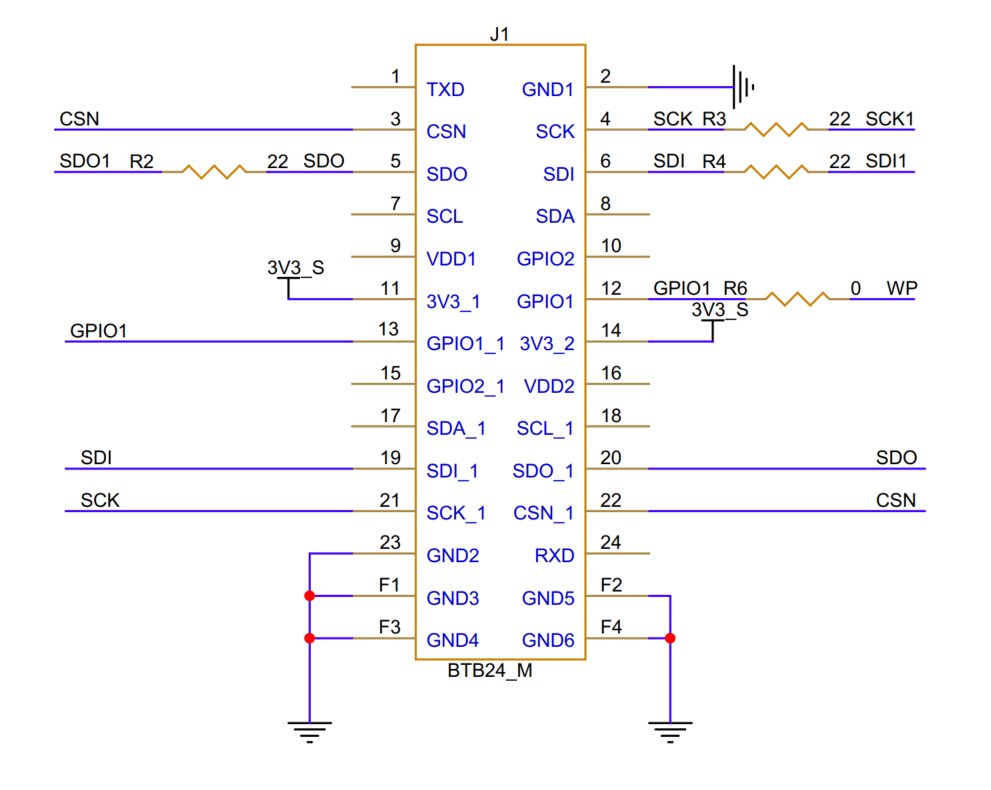 J1
1 TXD GND1 2
CSN 3 CSN SCK 4 SCK R3 22 SCK1
SDO1 R2 22 SDO 5 SDO SDI 6 SDI R4 22 SDI1
7 SCL SDA 8
9 VDD1 GPIO2 10
3V3_S
11 3V3_1 GPIO1 12 GPIO1 R6 0 WP
3V3_S
GPIO1 13 GPIO1_1 3V3_2 14
15 GPIO2_1 VDD2 16
17 SDA_1 SCL_1 18
SDI 19 SDI_1 SDO_1 20 SDO
SCK 21 SCK_1 CSN_1 22 CSN
23 GND2 RXD 24
F1 GND3 GND5 F2
F3 GND4 GND6 F4
BTB24_M